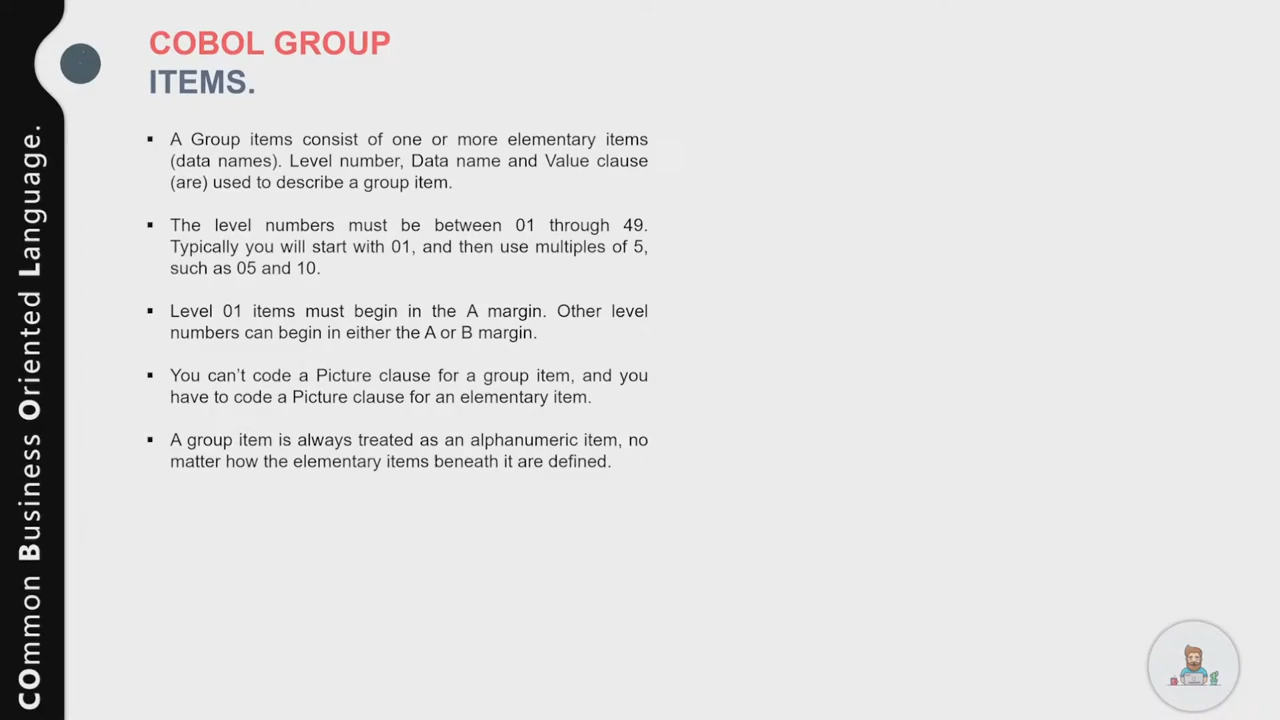 COBOL GROUP
ITEMS.
▪ A Group items consist of one or more elementary items
(data names). Level number, Data name and Value clause
(are) used to describe a group item.
▪ The level numbers must be between 01 through 49.
Typically you will start with 01, and then use multiples of 5,
such as 05 and 10.
▪ Level 01 items must begin in the A margin. Other level
numbers can begin in either the A or B margin.
▪ You can’t code a Picture clause for a group item, and you
have to code a Picture clause for an elementary item.
▪ A group item is always treated as an alphanumeric item, no
matter how the elementary items beneath it are defined.
COmmon Business Oriented Language.